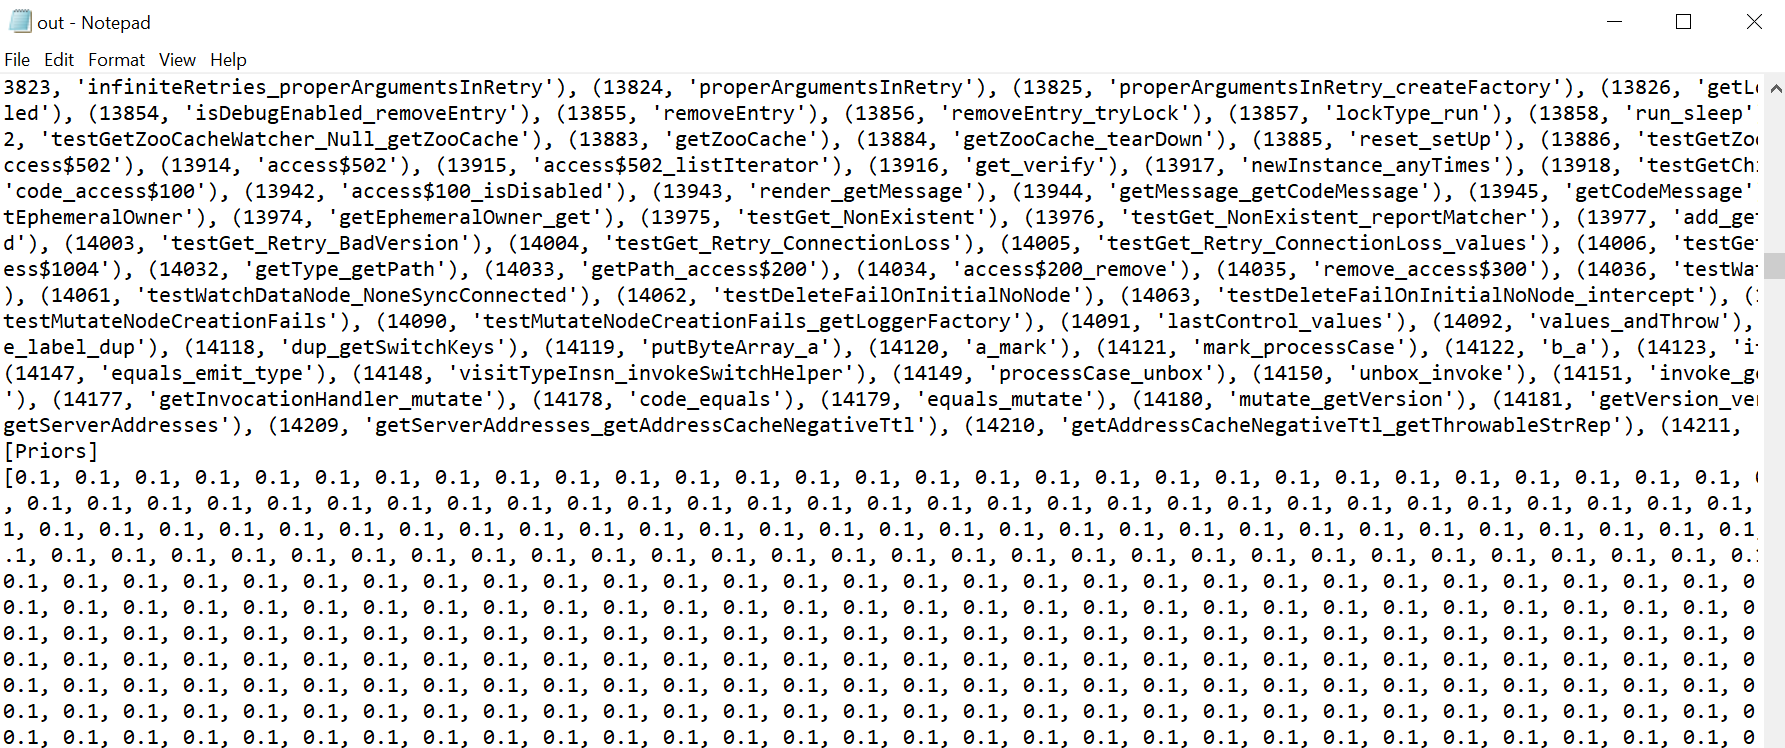 out - Notepad
File Edit Format View Help
3823, 'infiniteRetries_properArgumentsInRetry'), (13824, 'properArgumentsInRetry'), (13825, 'properArgumentsInRetry_createFactory'), (13826, 'getL
led'), (13854, 'isDebugEnabled_removeEntry'), (13855, 'removeEntry'), (13856, 'removeEntry_tryLock'), (13857, 'lockType_run'), (13858, 'run_sleep'
2, 'testGetZooCacheWatcher_Null_getZooCache'), (13883, 'getZooCache'), (13884, 'getZooCache_tearDown'), (13885, 'reset_setUp'), (13886, 'testGetZo
ccess$502'), (13914, 'access$502'), (13915, 'access$502_listIterator'), (13916, 'get_verify'), (13917, 'newInstance_anyTimes'), (13918, 'testGetCh
'code_access$100'), (13942, 'access$100_isDisabled'), (13943, 'render_getMessage'), (13944, 'getMessage_getCodeMessage'), (13945, 'getCodeMessage'
tEphemeralOwner'), (13974, 'getEphemeralOwner_get'), (13975, 'testGet_NonExistent'), (13976, 'testGet_NonExistent_reportMatcher'), (13977, 'add_ge
d'), (14003, 'testGet_Retry_BadVersion'), (14004, 'testGet_Retry_ConnectionLoss'), (14005, 'testGet_Retry_ConnectionLoss_values'), (14006, 'testGe
ess$1004'), (14032, 'getType_getPath'), (14033, 'getPath_access$200'), (14034, 'access$200_remove'), (14035, 'remove_access$300'), (14036, 'testWa
), (14061, 'testWatchDataNode_NoneSyncConnected'), (14062, 'testDeleteFailOnInitialNoNode'), (14063, 'testDeleteFailOnInitialNoNode_intercept'), (
testMutateNodeCreationFails'), (14090, 'testMutateNodeCreationFails_getLoggerFactory'), (14091, 'lastControl_values'), (14092, 'values_andThrow'),
e_label_dup'), (14118, 'dup_getSwitchKeys'), (14119, 'putByteArray_a'), (14120, 'a_mark'), (14121, 'mark_processCase'), (14122, 'b_a'), (14123, 'i
(14147, 'equals_emit_type'), (14148, 'visitTypeInsn_invokeSwitchHelper'), (14149, 'processCase_unbox'), (14150, 'unbox_invoke'), (14151, 'invoke_g
'), (14177, 'getInvocationHandler_mutate'), (14178, 'code_equals'), (14179, 'equals_mutate'), (14180, 'mutate_getVersion'), (14181, 'getVersion_ve
getServerAddresses'), (14209, 'getServerAddresses_getAddressCacheNegativeTtl'), (14210, 'getAddressCacheNegativeTtl_getThrowableStrRep'), (14211,
[Priors]
[0.1, 0.1, 0.1, 0.1, 0.1, 0.1, 0.1, 0.1, 0.1, 0.1, 0.1, 0.1, 0.1, 0.1, 0.1, 0.1, 0.1, 0.1, 0.1, 0.1, 0.1, 0.1, 0.1, 0.1, 0.1, 0.1, 0.1, 0.1, 0.1, 0
, 0.1, 0.1, 0.1, 0.1, 0.1, 0.1, 0.1, 0.1, 0.1, 0.1, 0.1, 0.1, 0.1, 0.1, 0.1, 0.1, 0.1, 0.1, 0.1, 0.1, 0.1, 0.1, 0.1, 0.1, 0.1, 0.1, 0.1, 0.1, 0.1,
1, 0.1, 0.1, 0.1, 0.1, 0.1, 0.1, 0.1, 0.1, 0.1, 0.1, 0.1, 0.1, 0.1, 0.1, 0.1, 0.1, 0.1, 0.1, 0.1, 0.1, 0.1, 0.1, 0.1, 0.1, 0.1, 0.1, 0.1, 0.1, 0.1,
.1, 0.1, 0.1, 0.1, 0.1, 0.1, 0.1, 0.1, 0.1, 0.1, 0.1, 0.1, 0.1, 0.1, 0.1, 0.1, 0.1, 0.1, 0.1, 0.1, 0.1, 0.1, 0.1, 0.1, 0.1, 0.1, 0.1, 0.1, 0.1, 0.1
0.1, 0.1, 0.1, 0.1, 0.1, 0.1, 0.1, 0.1, 0.1, 0.1, 0.1, 0.1, 0.1, 0.1, 0.1, 0.1, 0.1, 0.1, 0.1, 0.1, 0.1, 0.1, 0.1, 0.1, 0.1, 0.1, 0.1, 0.1, 0.1, 0
0.1, 0.1, 0.1, 0.1, 0.1, 0.1, 0.1, 0.1, 0.1, 0.1, 0.1, 0.1, 0.1, 0.1, 0.1, 0.1, 0.1, 0.1, 0.1, 0.1, 0.1, 0.1, 0.1, 0.1, 0.1, 0.1, 0.1, 0.1, 0.1, 0
0.1, 0.1, 0.1, 0.1, 0.1, 0.1, 0.1, 0.1, 0.1, 0.1, 0.1, 0.1, 0.1, 0.1, 0.1, 0.1, 0.1, 0.1, 0.1, 0.1, 0.1, 0.1, 0.1, 0.1, 0.1, 0.1, 0.1, 0.1, 0.1, 0
0.1, 0.1, 0.1, 0.1, 0.1, 0.1, 0.1, 0.1, 0.1, 0.1, 0.1, 0.1, 0.1, 0.1, 0.1, 0.1, 0.1, 0.1, 0.1, 0.1, 0.1, 0.1, 0.1, 0.1, 0.1, 0.1, 0.1, 0.1, 0.1, 0
0.1, 0.1, 0.1, 0.1, 0.1, 0.1, 0.1, 0.1, 0.1, 0.1, 0.1, 0.1, 0.1, 0.1, 0.1, 0.1, 0.1, 0.1, 0.1, 0.1, 0.1, 0.1, 0.1, 0.1, 0.1, 0.1, 0.1, 0.1, 0.1, 0
0.1, 0.1, 0.1, 0.1, 0.1, 0.1, 0.1, 0.1, 0.1, 0.1, 0.1, 0.1, 0.1, 0.1, 0.1, 0.1, 0.1, 0.1, 0.1, 0.1, 0.1, 0.1, 0.1, 0.1, 0.1, 0.1, 0.1, 0.1, 0.1, 0
0.1, 0.1, 0.1, 0.1, 0.1, 0.1, 0.1, 0.1, 0.1, 0.1, 0.1, 0.1, 0.1, 0.1, 0.1, 0.1, 0.1, 0.1, 0.1, 0.1, 0.1, 0.1, 0.1, 0.1, 0.1, 0.1, 0.1, 0.1, 0.1, 0